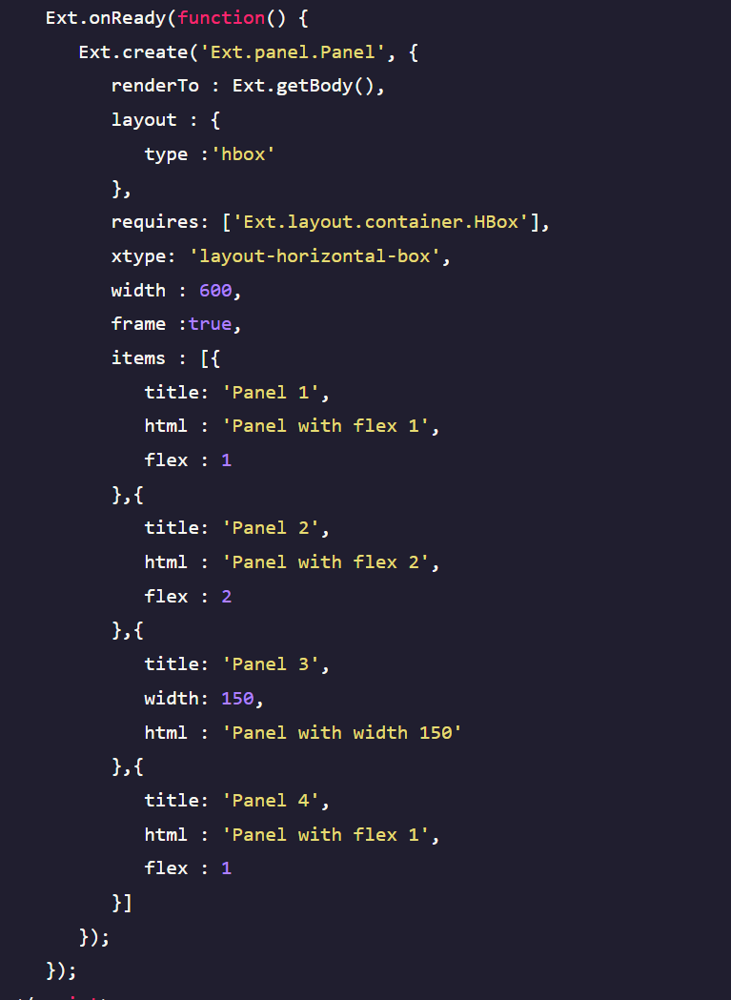 Ext.onReady(function() {
Ext.create('Ext.panel.Panel', {
renderTo : Ext.getBody(),
layout : {
type :'hbox'
},
requires: ['Ext.layout.container.HBox'],
xtype: 'layout-horizontal-box',
width : 600,
frame :true,
items : [{
title: 'Panel 1',
html : 'Panel with flex 1',
flex : 1
},{
title: 'Panel 2',
html : 'Panel with flex 2',
flex : 2
},{
title: 'Panel 3',
width: 150,
html : 'Panel with width 150'
},{
title: 'Panel 4',
html : 'Panel with flex 1',
flex : 1
}]
});
});